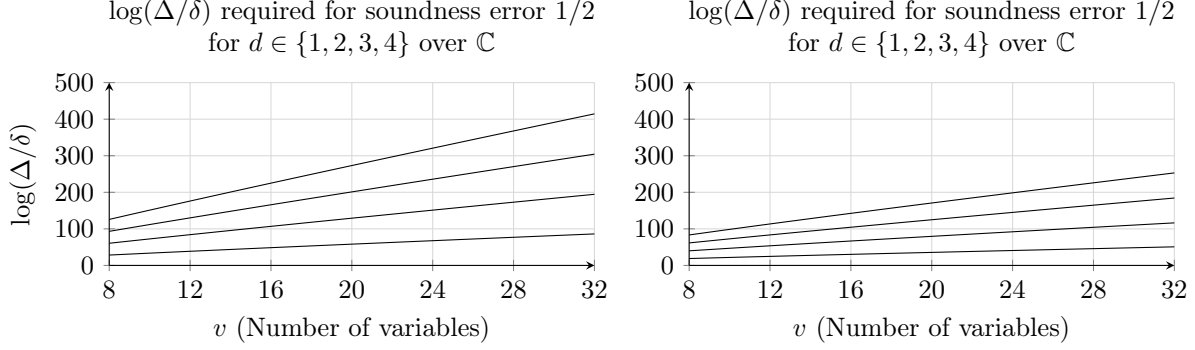 log(Δ/δ) required for soundness error 1/2
for d ∈ {1, 2, 3, 4} over ℂ
500
400
300
200
100
0
8 12 16 20 24 28 32
log(Δ/δ)
v (Number of variables)
log(Δ/δ) required for soundness error 1/2
for d ∈ {1, 2, 3, 4} over ℂ
500
400
300
200
100
0
8 12 16 20 24 28 32
v (Number of variables)